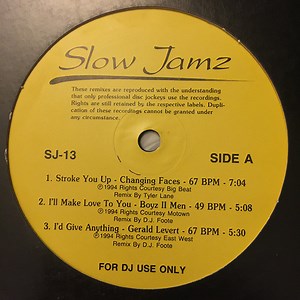 Slow Jamz
These remixes are reproduced with the understanding
that only professional disc jockeys use the recordings.
Rights are still retained by the respective labels. Dupli-
cation of these recordings cannot be granted under
any circumstance.
SJ-13 SIDE A
1. Stroke You Up - Changing Faces - 67 BPM - 7:04
℗1994 Rights Courtesy Big Beat
Remix By Tyler Lane
2. I'll Make Love To You - Boyz II Men - 49 BPM - 5:08
℗1994 Rights Courtesy Motown
Remix By D.J. Foote
3. I'd Give Anything - Gerald Levert - 67 BPM - 5:30
℗1994 Rights Courtesy East West
Remix By D.J. Foote
FOR DJ USE ONLY